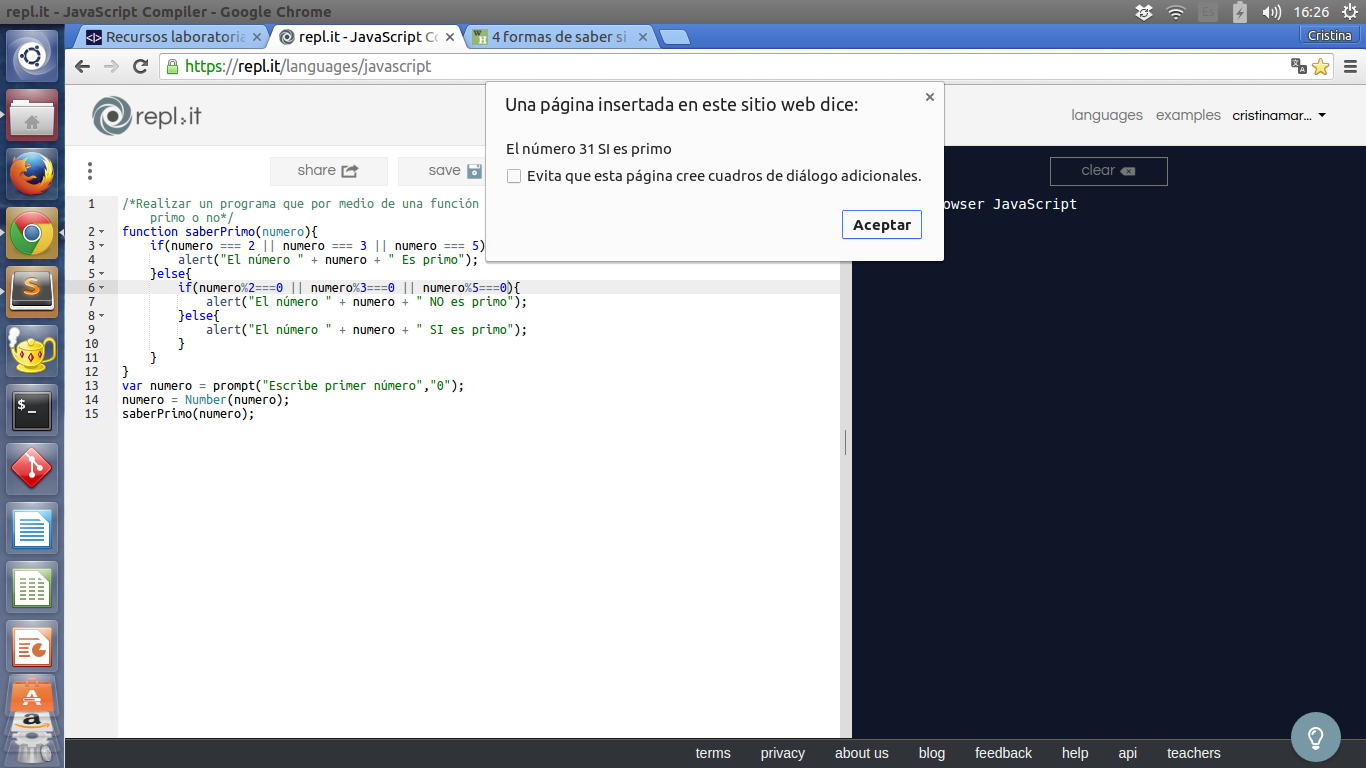 repl.it - JavaScript Compiler - Google Chrome
Es
16:26
Recursos laboratoria
repl.it - JavaScript Co
4 formas de saber si
Cristina
https://repl.it/languages/javascript
repl.it
languages
examples
cristinamar...
share
save
clear
Una página insertada en este sitio web dice:
El número 31 SI es primo
Evita que esta página cree cuadros de diálogo adicionales.
Aceptar
owser JavaScript
1 /*Realizar un programa que por medio de una función
primo o no*/
2 function saberPrimo(numero){
3 if(numero === 2 || numero === 3 || numero === 5)
4 alert("El número " + numero + " Es primo");
5 }else{
6 if(numero%2===0 || numero%3===0 || numero%5===0){
7 alert("El número " + numero + " NO es primo");
8 }else{
9 alert("El número " + numero + " SI es primo");
10 }
11 }
12 }
13 var numero = prompt("Escribe primer número","0");
14 numero = Number(numero);
15 saberPrimo(numero);
terms
privacy
about us
blog
feedback
help
api
teachers